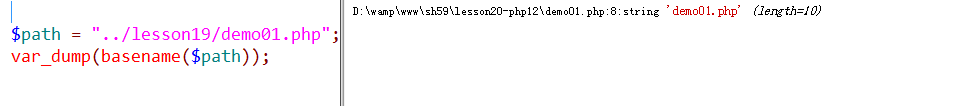 $path = "../lesson19/demo01.php";
var_dump(basename($path));
D:\wamp\www\sh59\lesson20-php12\demo01.php:8:string 'demo01.php' (length=10)